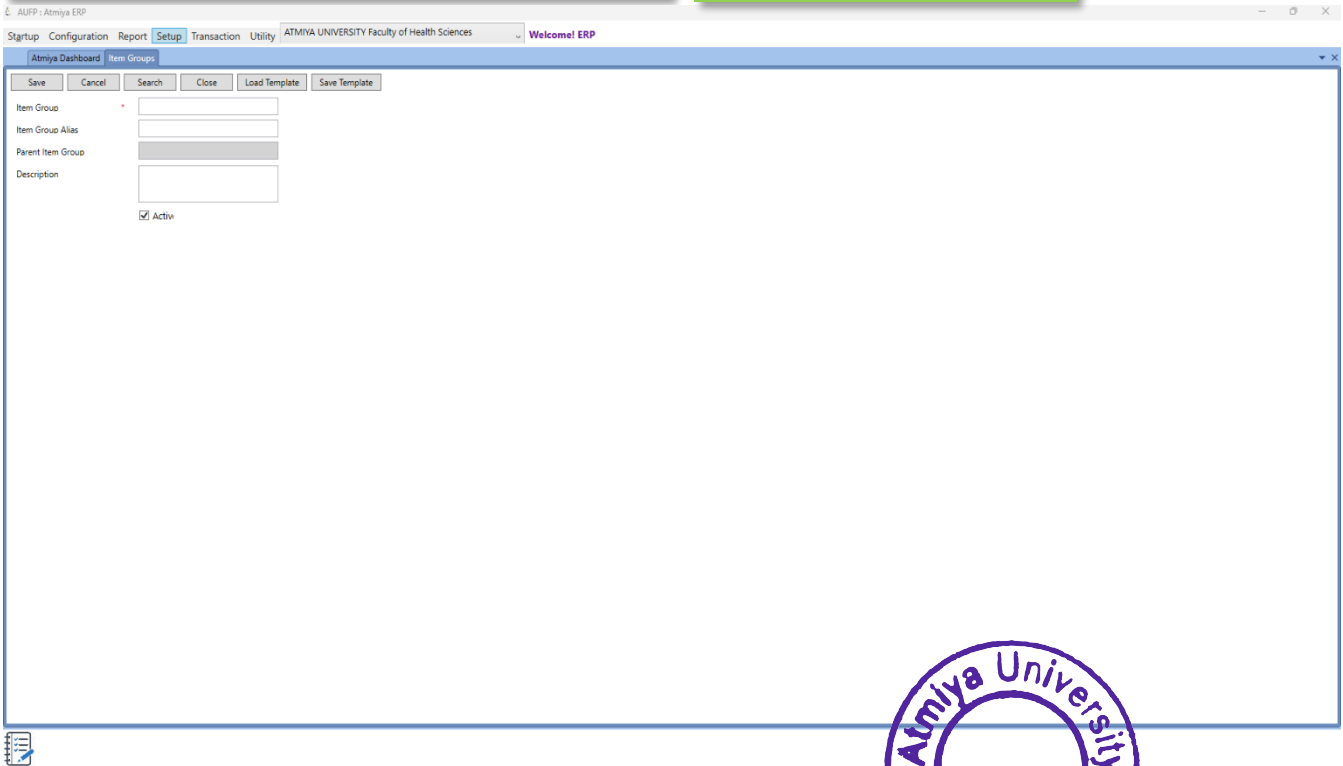 AUFP : Atmiya ERP
Startup Configuration Report Setup Transaction Utility ATMIYA UNIVERSITY Faculty of Health Sciences Welcome! ERP
Atmiya Dashboard Item Groups
Save Cancel Search Close Load Template Save Template
Item Group *
Item Group Alias
Parent Item Group
Description
Active
Atmiya University